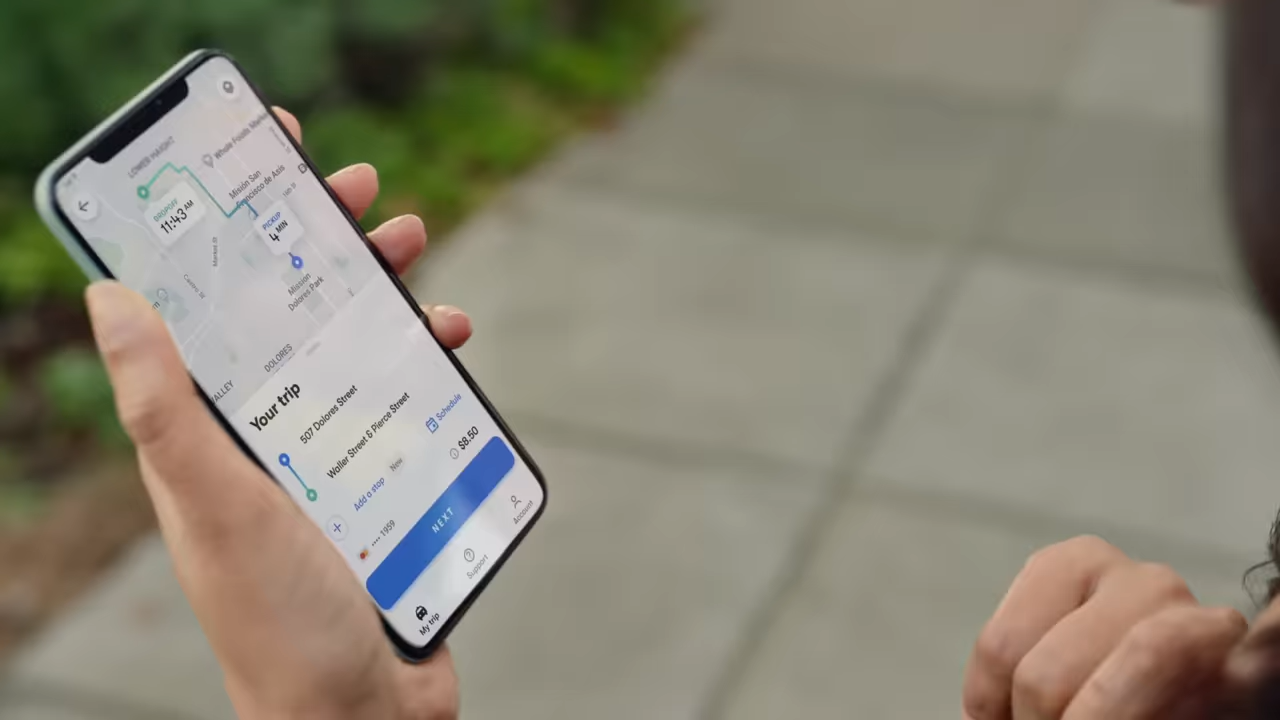 LOWER HAIGHT
Whole Foods Market
Misión San
Francisco de Asís
DROPOFF
11:43 AM
PICKUP
4 MIN
Market St
Mission
Dolores Park
DOLORES
Your trip
507 Dolores Street
Waller Street & Pierce Street
Add a stop
New
Schedule
$8.50
•••• 1959
NEXT
My trip
Support
Account